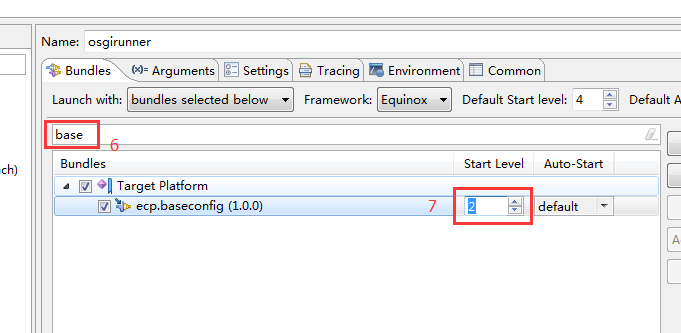 Name: osgirunner
Bundles (x)= Arguments Settings Tracing Environment Common
Launch with: bundles selected below Framework: Equinox Default Start level: 4 Default A
base
6
Bundles Start Level Auto-Start
Target Platform
ch)
ecp.baseconfig (1.0.0) 7 2 default
A